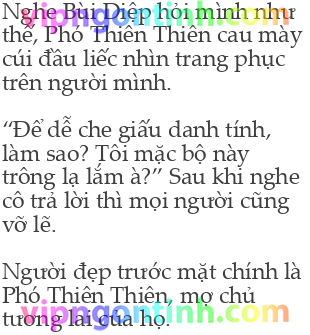 Nghe Bùi Diệp hỏi mình như
thế, Phó Thiên Thiên cau mày
cúi đầu liếc nhìn trang phục
trên người mình.
“Để dễ che giấu danh tính,
làm sao? Tôi mặc bộ này
trông lạ lắm à?” Sau khi nghe
cô trả lời thì mọi người cũng
vỡ lẽ.
Người đẹp trước mặt chính là
Phó Thiên Thiên, mợ chủ
tương lai của họ.
vipngontinh.com
vipngontinh.com